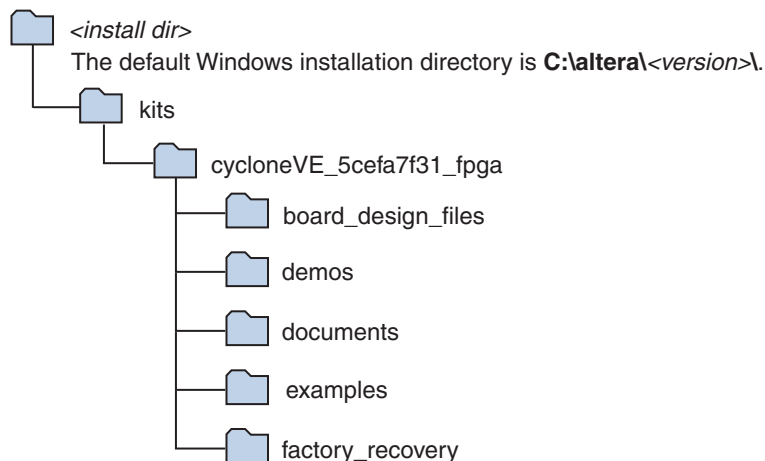 <install dir>
The default Windows installation directory is C:\altera\<version>\.
kits
cycloneVE_5cefa7f31_fpga
board_design_files
demos
documents
examples
factory_recovery